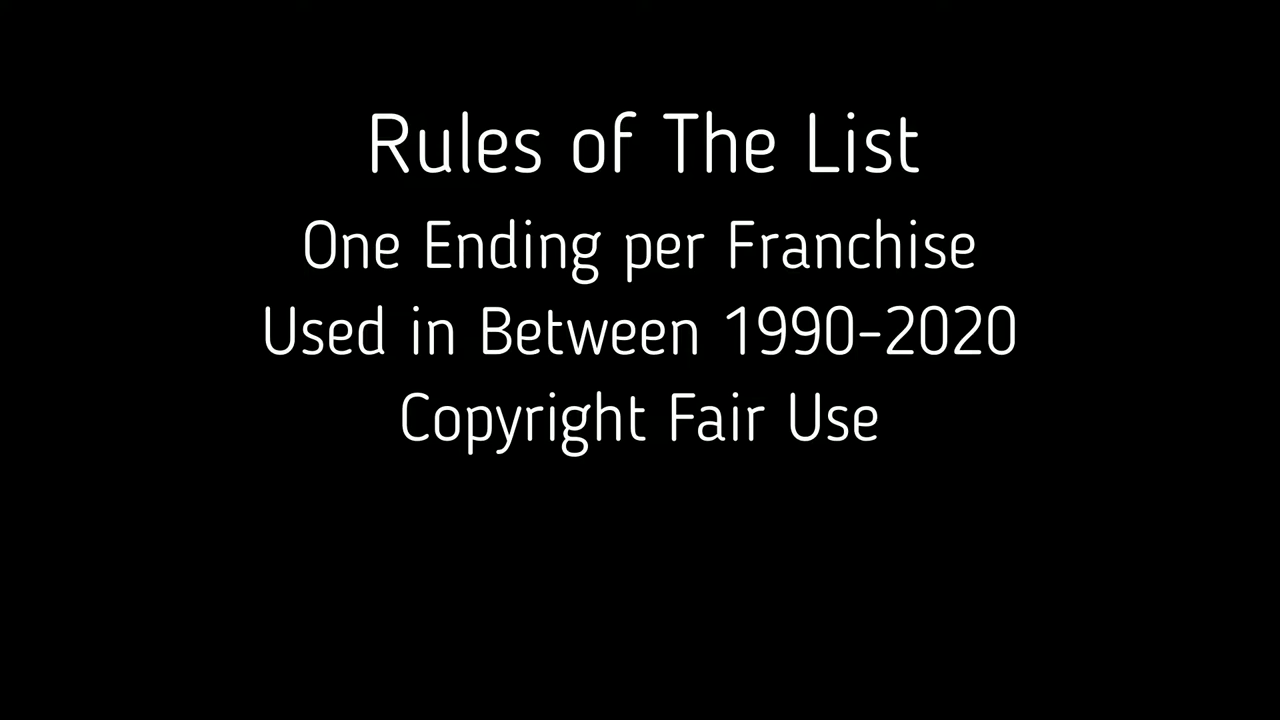 Rules of The List
One Ending per Franchise
Used in Between 1990-2020
Copyright Fair Use